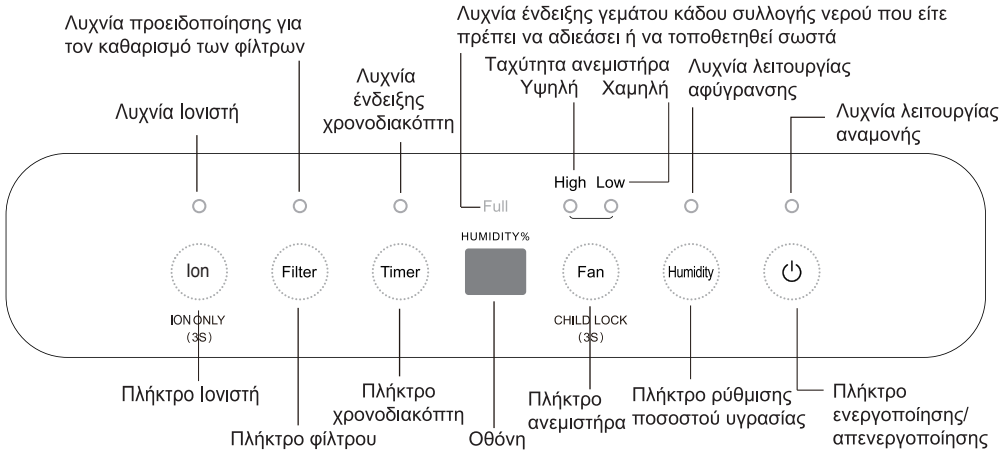 Λυχνία προειδοποίησης για
τον καθαρισμό των φίλτρων
Λυχνία ένδειξης γεμάτου κάδου συλλογής νερού που είτε
πρέπει να αδιεάσει ή να τοποθετηθεί σωστά
Λυχνία Ιονιστή
Λυχνία
ένδειξης
χρονοδιακόπτη
Ταχύτητα ανεμιστήρα
Υψηλή Χαμηλή
Λυχνία λειτουργίας
αφύγρανσης
Λυχνία λειτουργίας
αναμονής
High Low
Full
HUMIDITY%
Ion
Filter
Timer
Fan
Humidity
ION ONLY
(3S)
CHILD LOCK
(3S)
Πλήκτρο Ιονιστή
Πλήκτρο φίλτρου
Πλήκτρο
χρονοδιακόπτη
Οθόνη
Πλήκτρο
ανεμιστήρα
Πλήκτρο ρύθμισης
ποσοστού υγρασίας
Πλήκτρο
ενεργοποίησης/
απενεργοποίησης